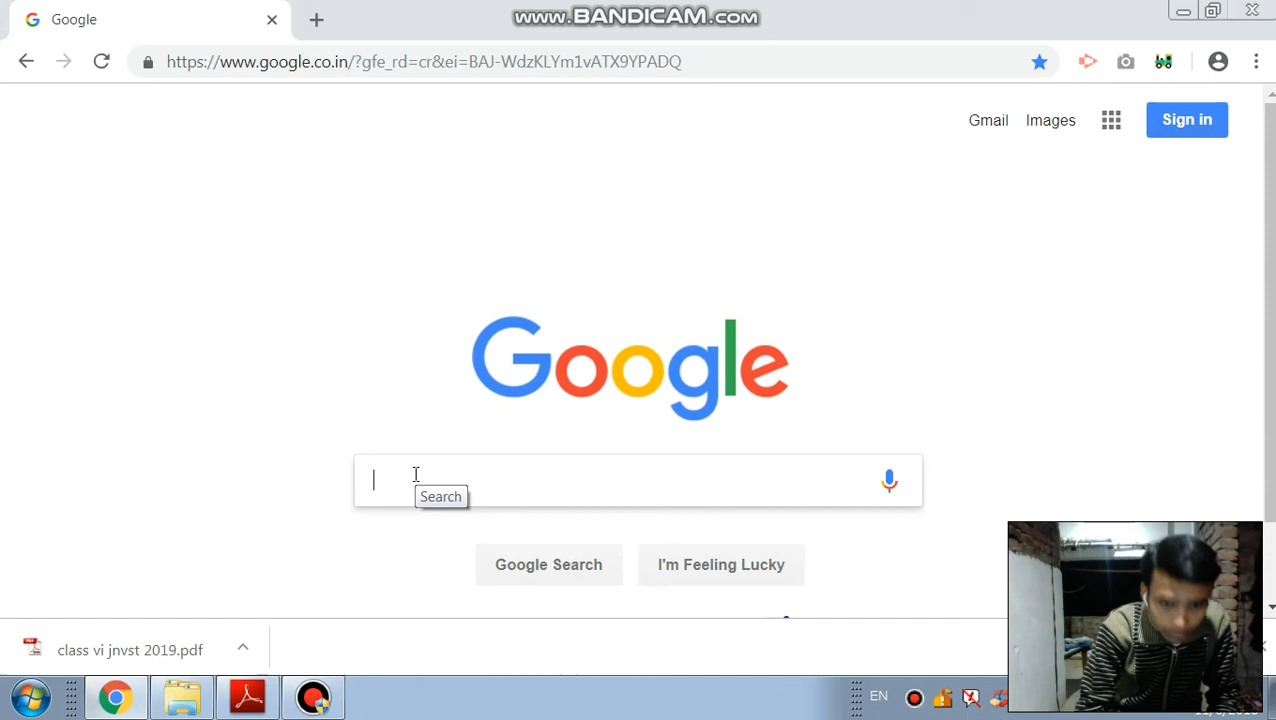 Google
www.BANDICAM.com
https://www.google.co.in/?gfe_rd=cr&ei=BAJ-WdzKLYm1vATX9YPADQ
Gmail Images Sign in
Google
Search
Google Search I'm Feeling Lucky
class vi jnvst 2019.pdf
EN